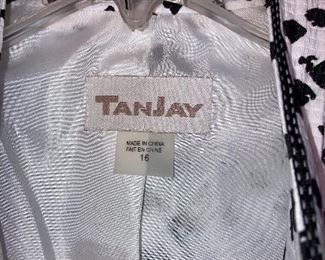 TANJAY
MADE IN CHINA
FAIT EN CHINE
16